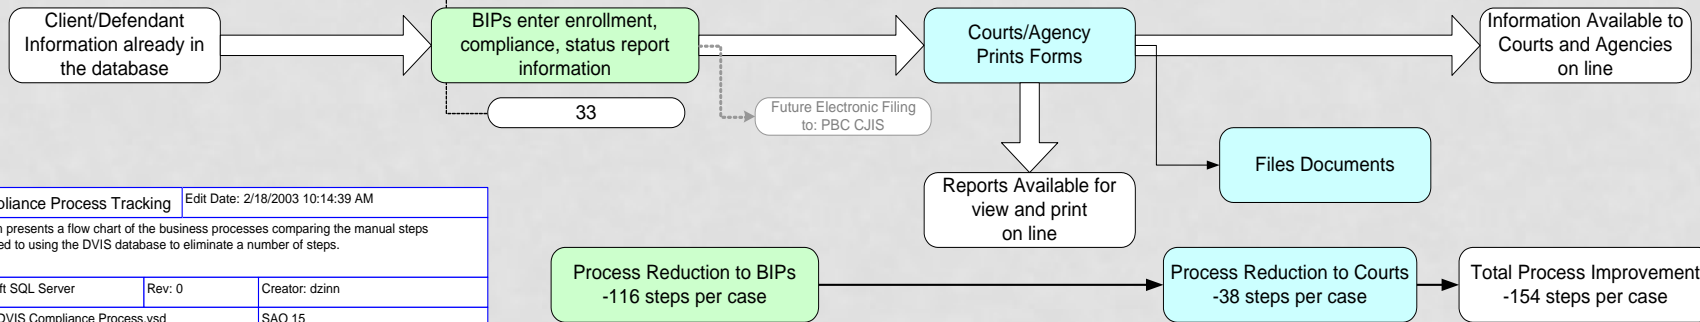 Client/Defendant
Information already in
the database
BIPs enter enrollment,
compliance, status report
information
Courts/Agency
Prints Forms
Information Available to
Courts and Agencies
on line
33
Future Electronic Filing
to: PBC CJIS
Files Documents
Reports Available for
view and print
on line
Process Tracking
Edit Date: 2/18/2003 10:14:39 AM
presents a flow chart of the business processes comparing the manual steps
to using the DVIS database to eliminate a number of steps.
SQL Server
Rev: 0
Creator: dzinn
DVIS Compliance Process.vsd
SAO 15
Process Reduction to BIPs
-116 steps per case
Process Reduction to Courts
-38 steps per case
Total Process Improvement
-154 steps per case